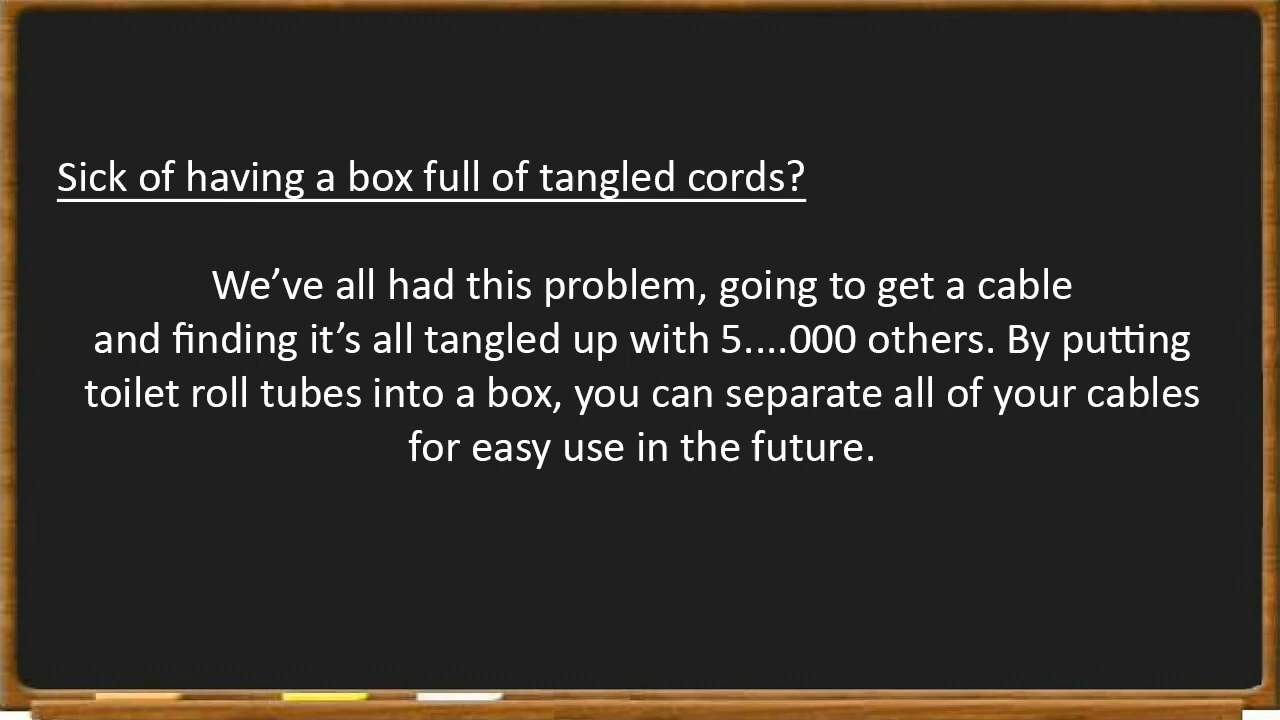 Sick of having a box full of tangled cords?
We’ve all had this problem, going to get a cable
and finding it’s all tangled up with 5....000 others. By putting
toilet roll tubes into a box, you can separate all of your cables
for easy use in the future.